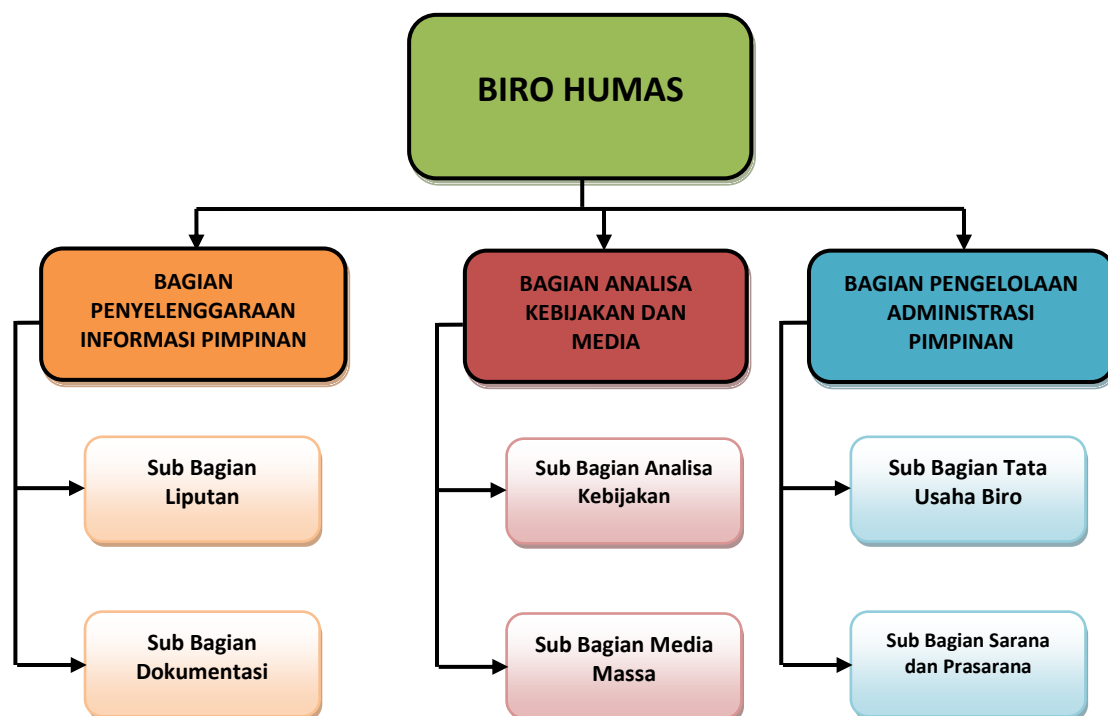 BIRO HUMAS
BAGIAN
PENYELENGGARAAN
INFORMASI PIMPINAN
BAGIAN ANALISA
KEBIJAKAN DAN
MEDIA
BAGIAN PENGELOLAAN
ADMINISTRASI
PIMPINAN
Sub Bagian
Liputan
Sub Bagian Analisa
Kebijakan
Sub Bagian Tata
Usaha Biro
Sub Bagian
Dokumentasi
Sub Bagian Media
Massa
Sub Bagian Sarana
dan Prasarana